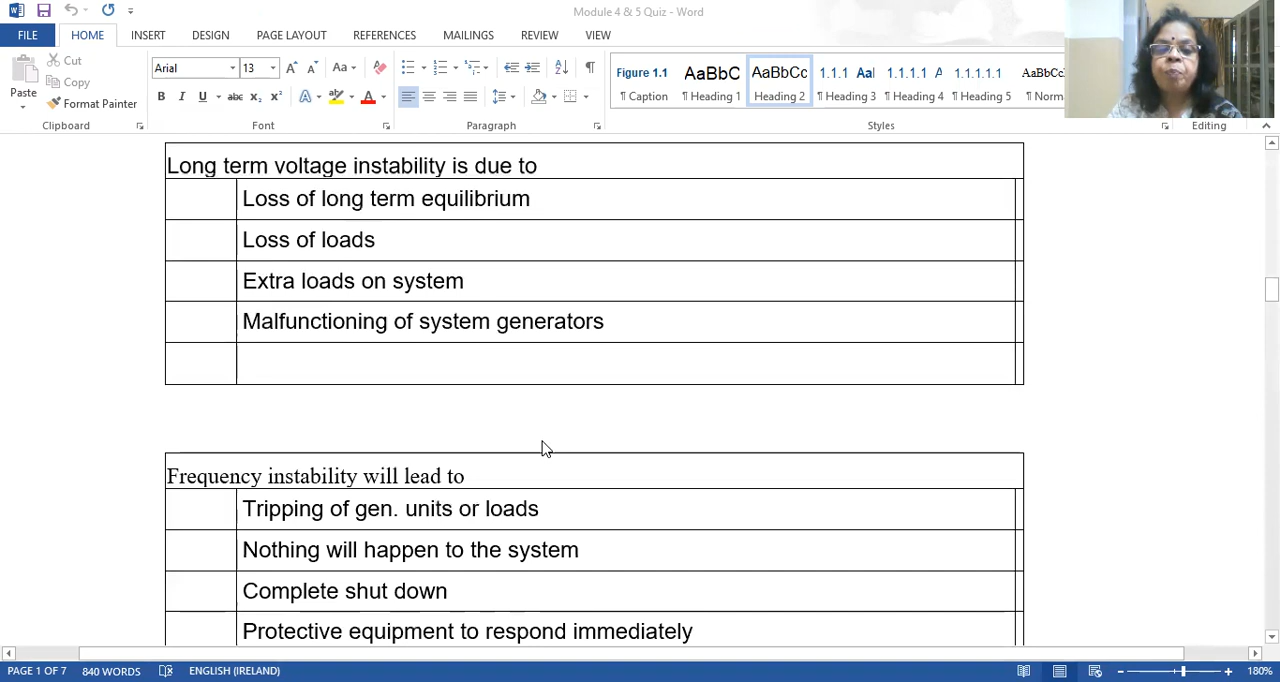 Module 4 & 5 Quiz - Word
FILE HOME INSERT DESIGN PAGE LAYOUT REFERENCES MAILINGS REVIEW VIEW
Paste
Cut
Copy
Format Painter
Clipboard
Arial 13
Font
Paragraph
Figure 1.1 AaBbC AaBbCc 1.1.1 Aal 1.1.1.1 A 1.1.1.1.1 AaBbCcI
¶ Caption ¶ Heading 1 Heading 2 ¶ Heading 3 ¶ Heading 4 ¶ Heading 5 ¶ Norm
Styles
Editing
Long term voltage instability is due to
Loss of long term equilibrium
Loss of loads
Extra loads on system
Malfunctioning of system generators
Frequency instability will lead to
Tripping of gen. units or loads
Nothing will happen to the system
Complete shut down
Protective equipment to respond immediately
PAGE 1 OF 7 840 WORDS ENGLISH (IRELAND) 180%